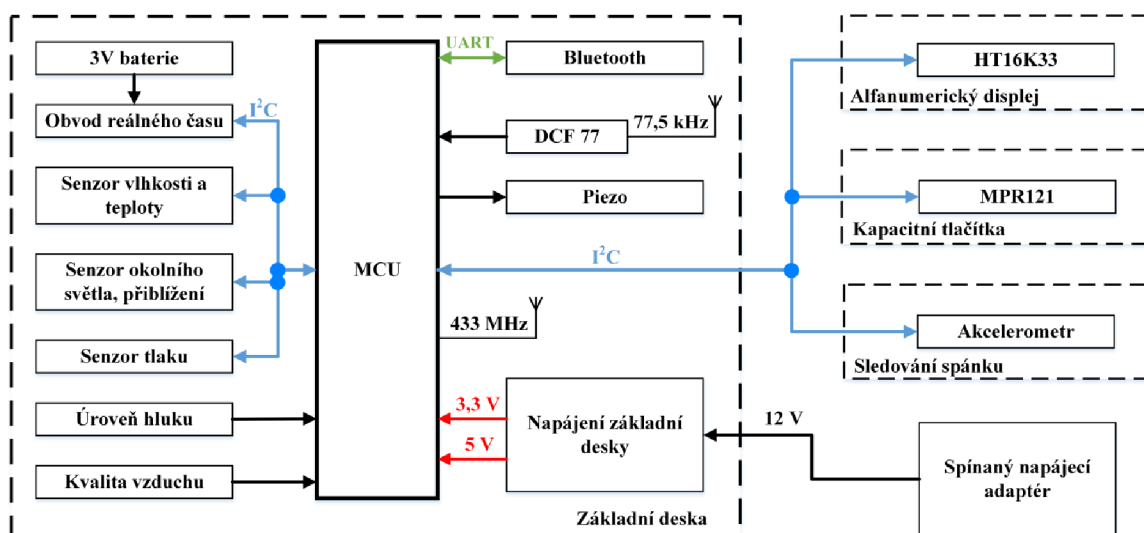 3V baterie
Obvod reálného času
I²C
Senzor vlhkosti a
teploty
Senzor okolního
světla, přiblížení
Senzor tlaku
Úroveň hluku
Kvalita vzduchu
MCU
UART
Bluetooth
DCF 77
77,5 kHz
Piezo
I²C
433 MHz
3,3 V
5 V
Napájení základní
desky
Základní deska
12 V
HT16K33
Alfanumerický displej
MPR121
Kapacitní tlačítka
Akcelerometr
Sledování spánku
Spínaný napájecí
adaptér